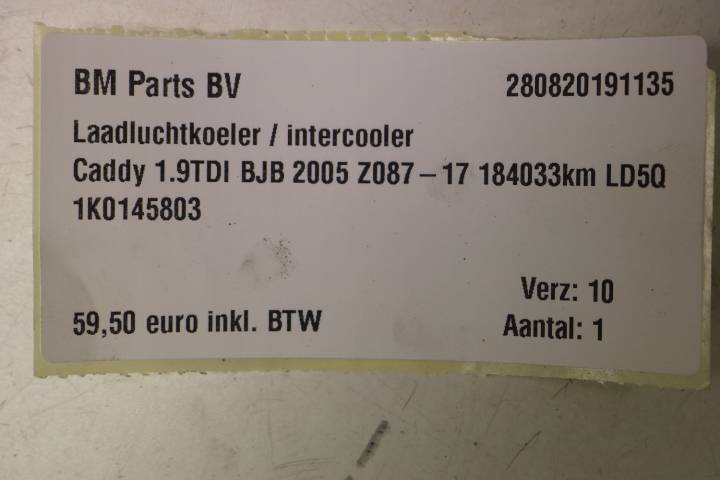 BM Parts BV 280820191135
Laadluchtkoeler / intercooler
Caddy 1.9TDI BJB 2005 Z087 – 17 184033km LD5Q
1K0145803
Verz: 10
59,50 euro inkl. BTW Aantal: 1